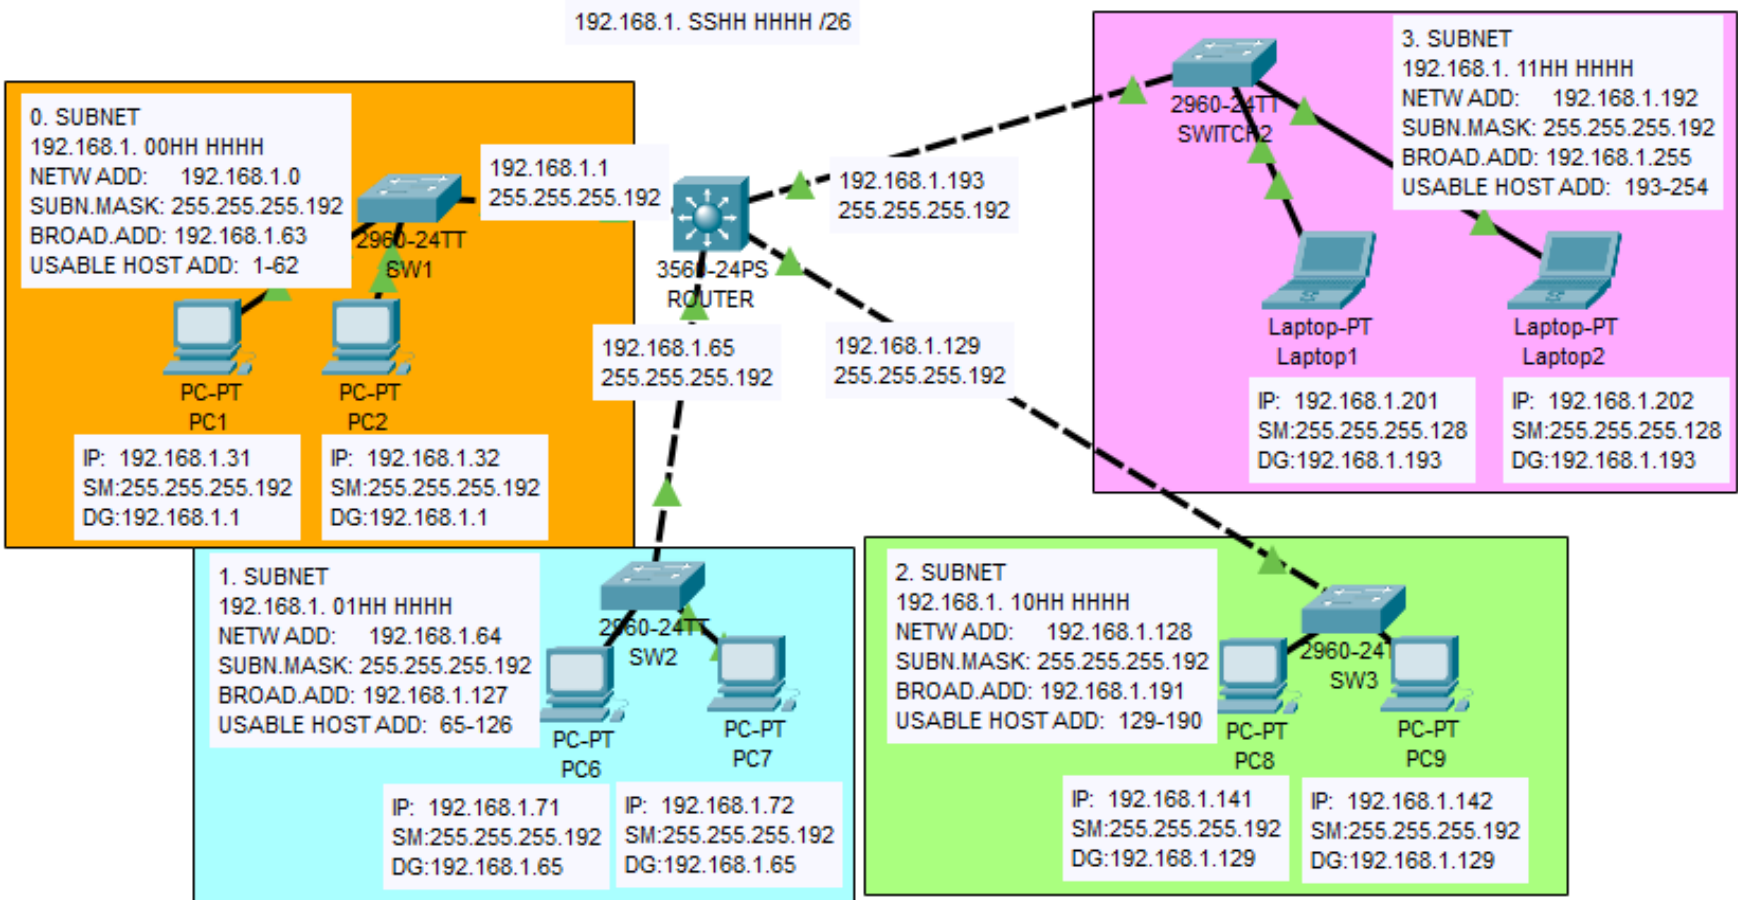 192.168.1. SSHH HHHH /26
0. SUBNET
192.168.1. 00HH HHHH
NETW ADD: 192.168.1.0
SUBN.MASK: 255.255.255.192
BROAD.ADD: 192.168.1.63
USABLE HOST ADD: 1-62
2960-24TT
SW1
PC-PT
PC1
PC-PT
PC2
IP: 192.168.1.31
SM:255.255.255.192
DG:192.168.1.1
IP: 192.168.1.32
SM:255.255.255.192
DG:192.168.1.1
192.168.1.1
255.255.255.192
3560-24PS
ROUTER
192.168.1.193
255.255.255.192
192.168.1.65
255.255.255.192
192.168.1.129
255.255.255.192
2960-24TT
SWITCH2
3. SUBNET
192.168.1. 11HH HHHH
NETW ADD: 192.168.1.192
SUBN.MASK: 255.255.255.192
BROAD.ADD: 192.168.1.255
USABLE HOST ADD: 193-254
Laptop-PT
Laptop1
Laptop-PT
Laptop2
IP: 192.168.1.201
SM:255.255.255.128
DG:192.168.1.193
IP: 192.168.1.202
SM:255.255.255.128
DG:192.168.1.193
1. SUBNET
192.168.1. 01HH HHHH
NETW ADD: 192.168.1.64
SUBN.MASK: 255.255.255.192
BROAD.ADD: 192.168.1.127
USABLE HOST ADD: 65-126
2960-24TT
SW2
PC-PT
PC6
PC-PT
PC7
IP: 192.168.1.71
SM:255.255.255.192
DG:192.168.1.65
IP: 192.168.1.72
SM:255.255.255.192
DG:192.168.1.65
2. SUBNET
192.168.1. 10HH HHHH
NETW ADD: 192.168.1.128
SUBN.MASK: 255.255.255.192
BROAD.ADD: 192.168.1.191
USABLE HOST ADD: 129-190
2960-24T
SW3
PC-PT
PC8
PC-PT
PC9
IP: 192.168.1.141
SM:255.255.255.192
DG:192.168.1.129
IP: 192.168.1.142
SM:255.255.255.192
DG:192.168.1.129